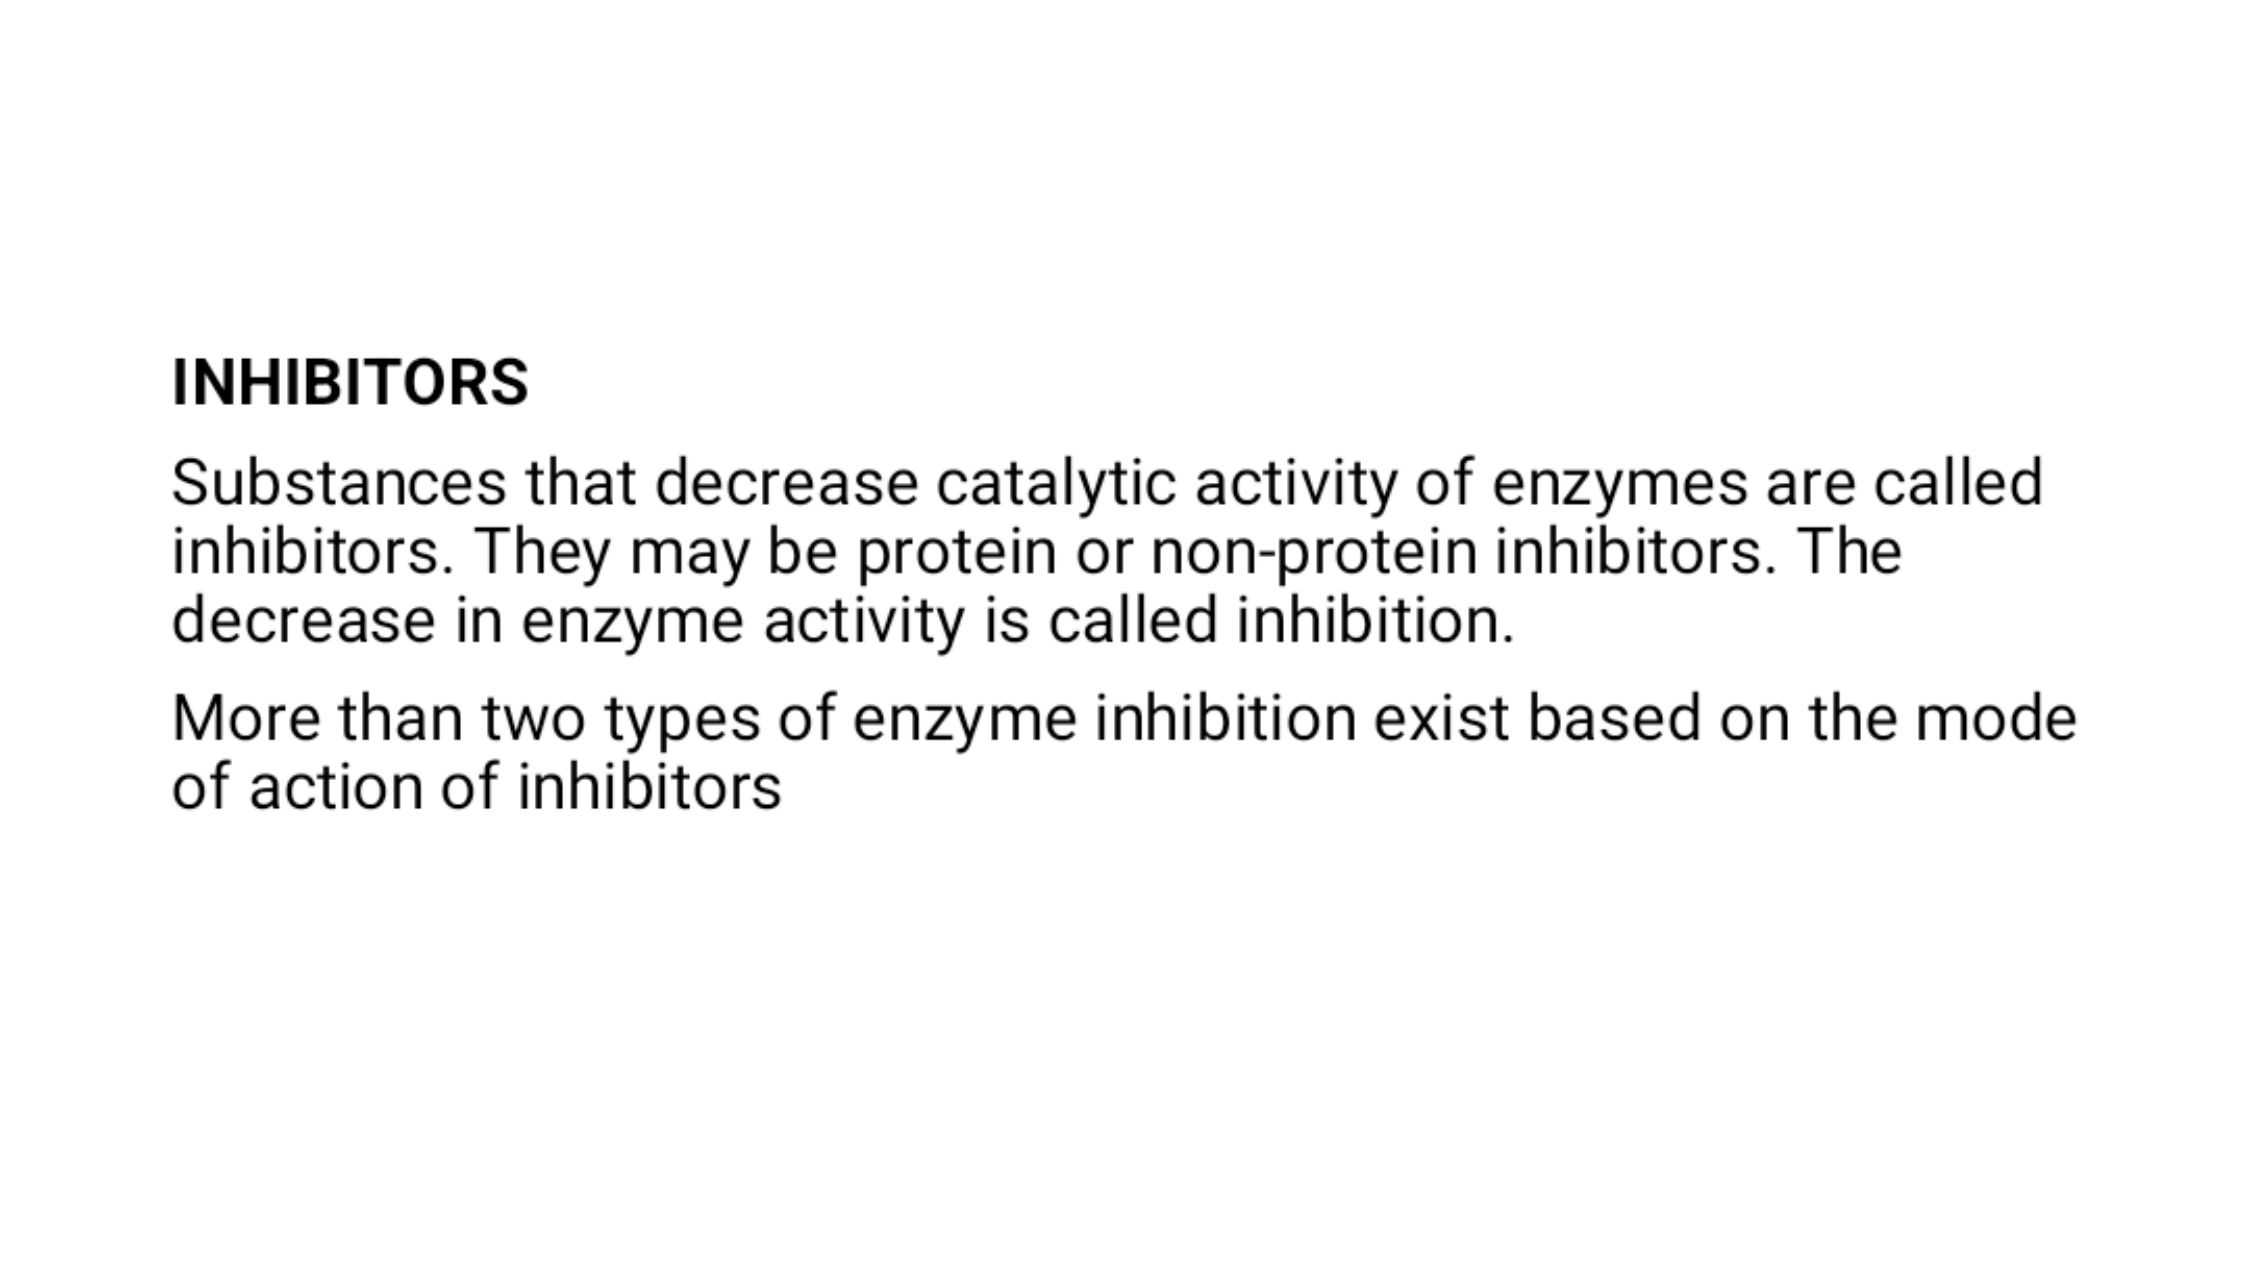 INHIBITORS
Substances that decrease catalytic activity of enzymes are called
inhibitors. They may be protein or non-protein inhibitors. The
decrease in enzyme activity is called inhibition.
More than two types of enzyme inhibition exist based on the mode
of action of inhibitors